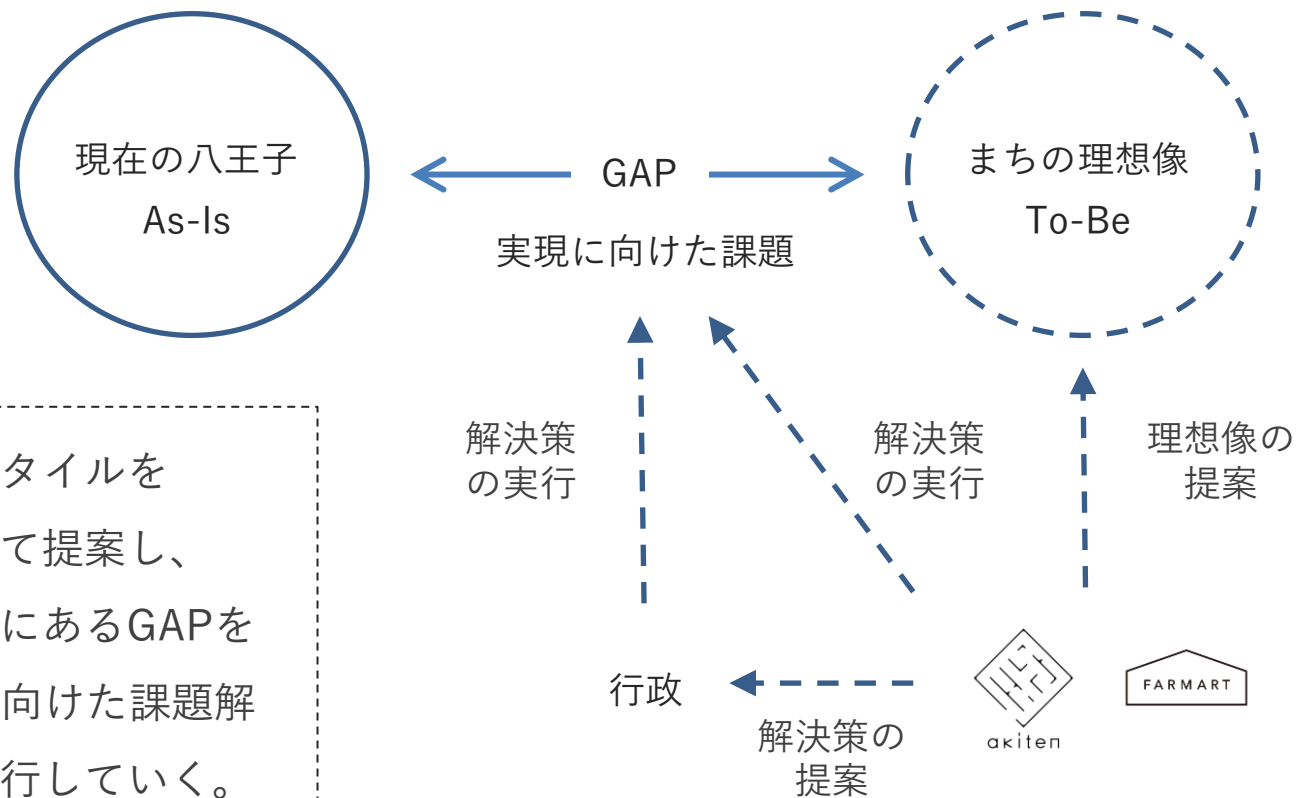 現在の八王子
As-Is
GAP
実現に向けた課題
まちの理想像
To-Be
タイルを
て提案し、
にあるGAPを
向けた課題解
行していく。
解決策
の実行
解決策
の実行
理想像の
提案
行政
解決策の
提案
akiten
FARMART